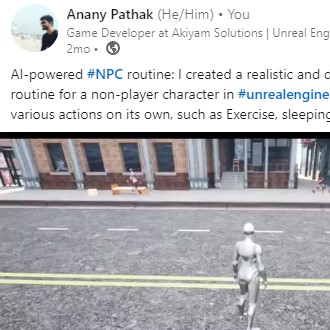 Anany Pathak (He/Him) • You
Game Developer at Akiyam Solutions | Unreal Eng
2mo •
AI-powered #NPC routine: I created a realistic and d
routine for a non-player character in #unrealengine
various actions on its own, such as Exercise, sleeping